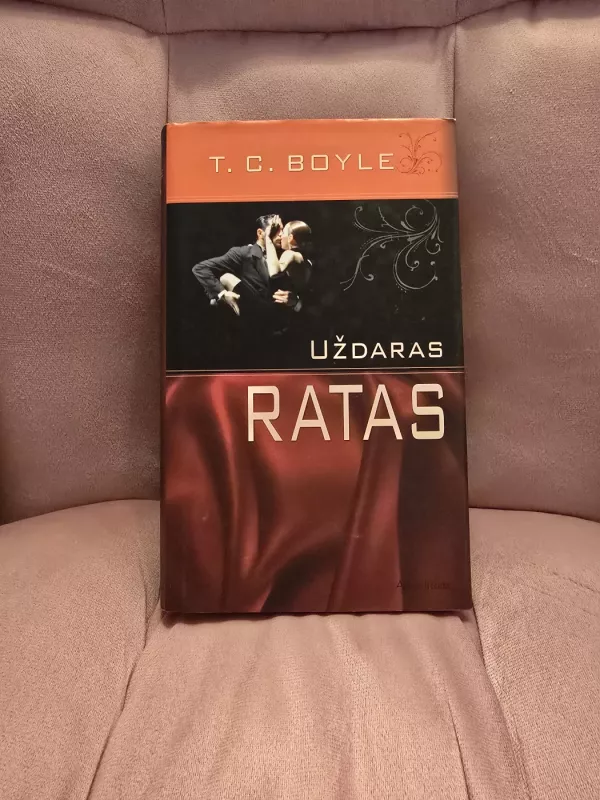 T. C. BOYLE
UŽDARAS
RATAS